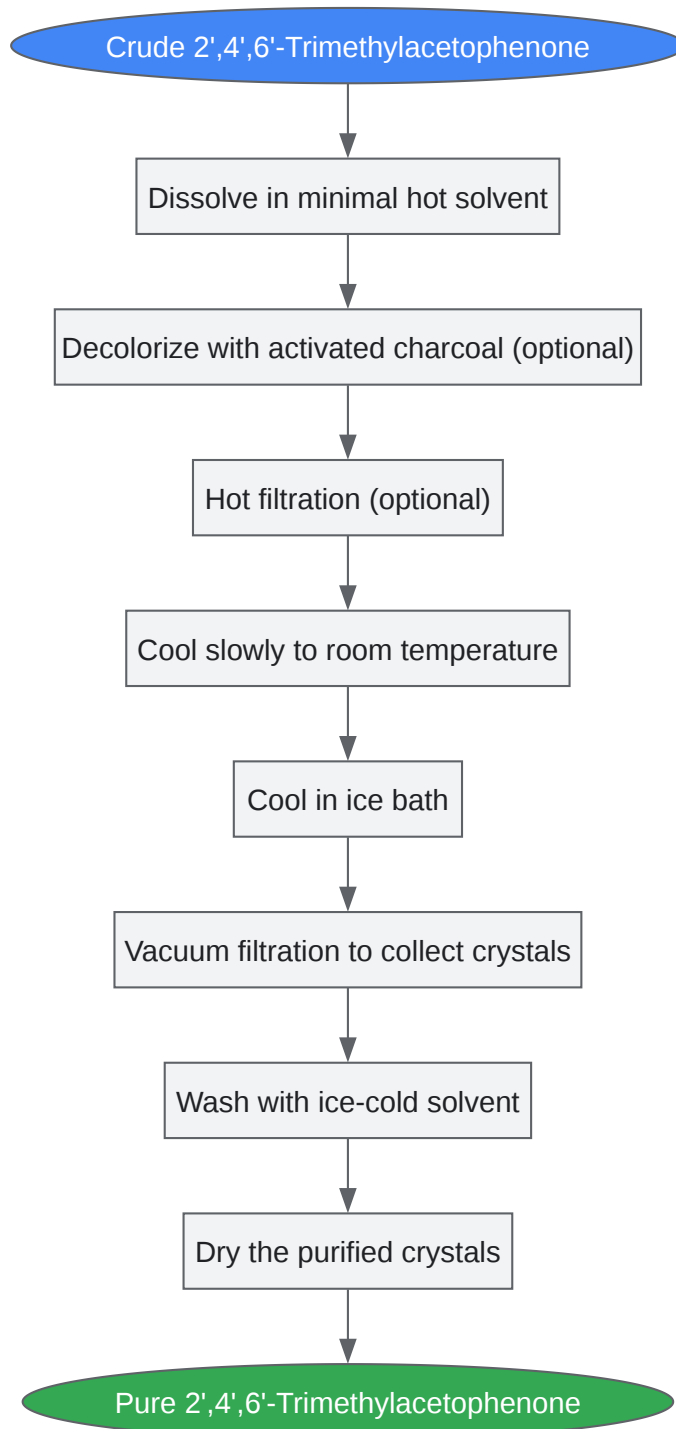 Crude 2',4',6'-Trimethylacetophenone
Dissolve in minimal hot solvent
Decolorize with activated charcoal (optional)
Hot filtration (optional)
Cool slowly to room temperature
Cool in ice bath
Vacuum filtration to collect crystals
Wash with ice-cold solvent
Dry the purified crystals
Pure 2',4',6'-Trimethylacetophenone